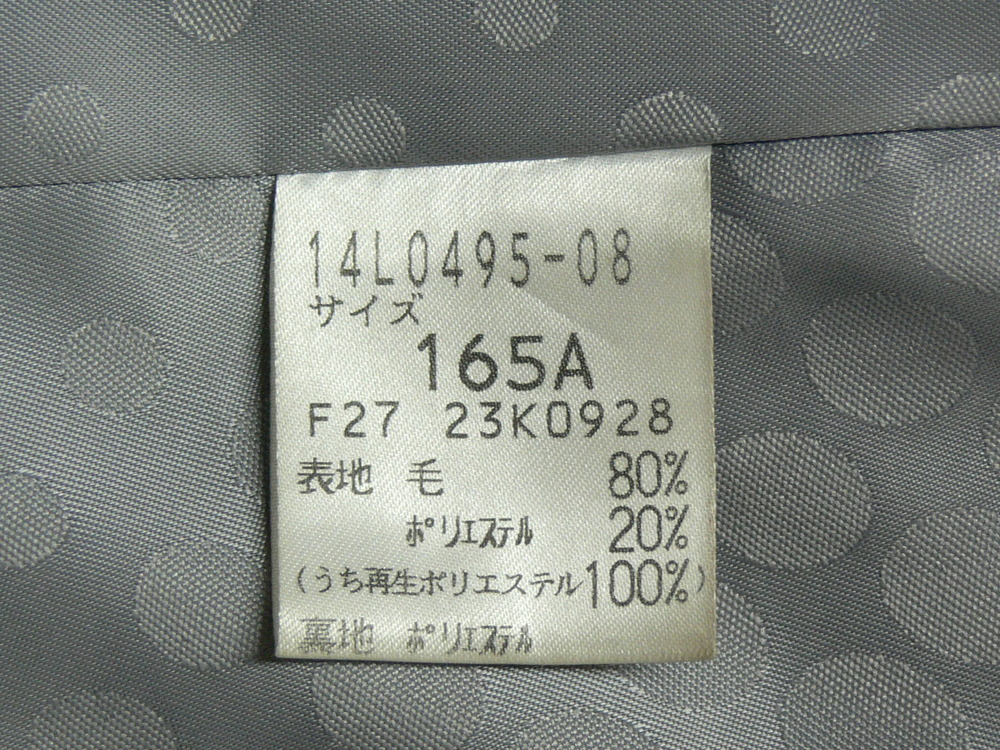 14L0495-08
サイズ
165A
F27 23K0928
表地 毛 80%
ポリエステル 20%
(うち再生ポリエステル100%)
裏地 ポリエステル